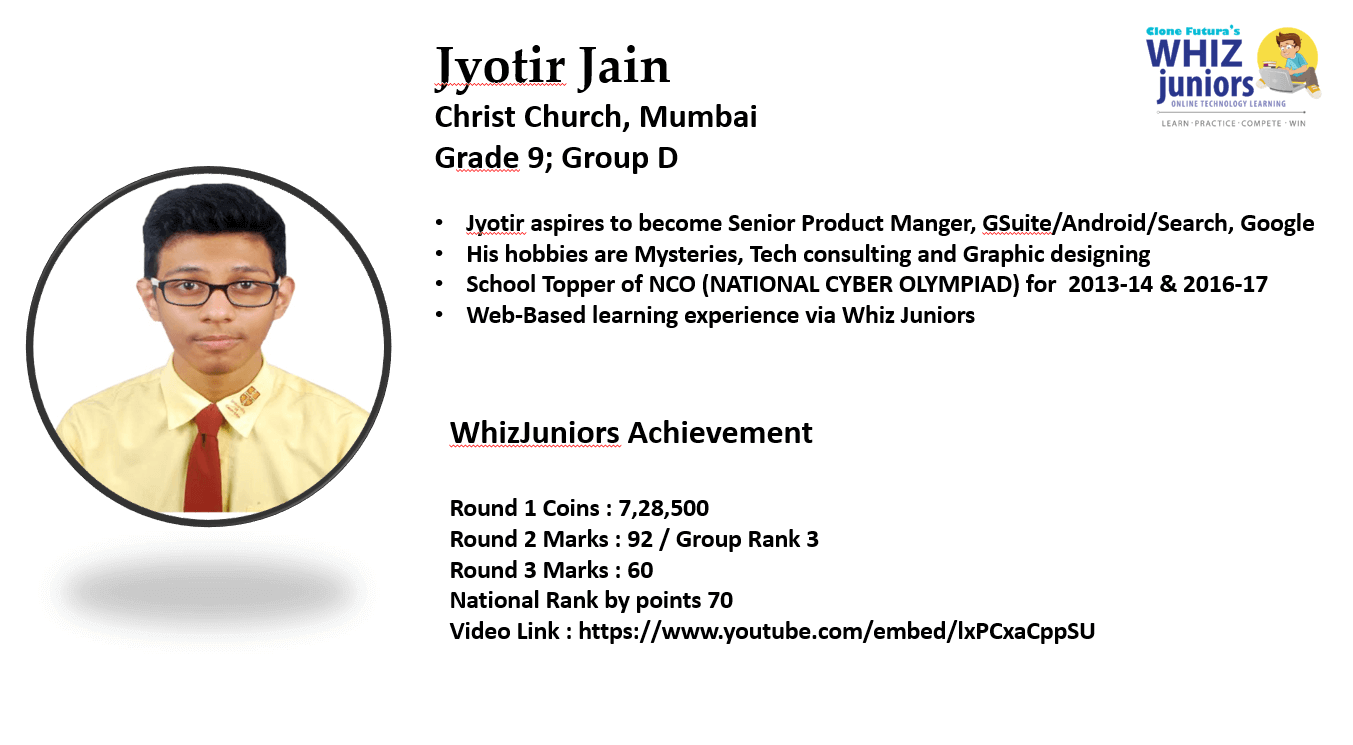 Jyotir Jain
Christ Church, Mumbai
Grade 9; Group D
Clone Futura's
WHIZ
juniors
ONLINE TECHNOLOGY LEARNING
LEARN · PRACTICE · COMPETE · WIN
• Jyotir aspires to become Senior Product Manger, GSuite/Android/Search, Google
• His hobbies are Mysteries, Tech consulting and Graphic designing
• School Topper of NCO (NATIONAL CYBER OLYMPIAD) for 2013-14 & 2016-17
• Web-Based learning experience via Whiz Juniors
WhizJuniors Achievement
Round 1 Coins : 7,28,500
Round 2 Marks : 92 / Group Rank 3
Round 3 Marks : 60
National Rank by points 70
Video Link : https://www.youtube.com/embed/lxPCxaCppSU